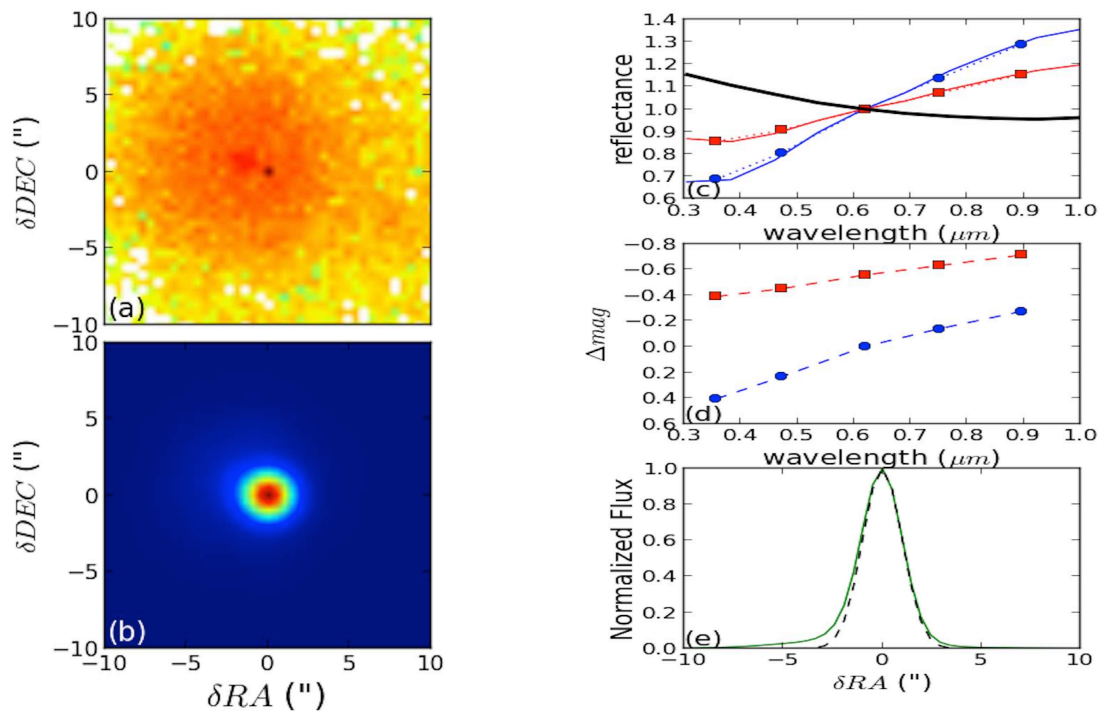 10
5
0
−5
−10
δDEC (")
(a)
10
5
0
−5
−10
δDEC (")
(b)
−10 −5 0 5 10
δRA (")
1.4
1.3
1.2
1.1
1.0
0.9
0.8
0.7
0.6
reflectance
(c)
0.3 0.4 0.5 0.6 0.7 0.8 0.9 1.0
wavelength (μm)
−0.8
−0.6
−0.4
−0.2
0.0
0.2
0.4
0.6
Δmag
(d)
0.3 0.4 0.5 0.6 0.7 0.8 0.9 1.0
wavelength (μm)
1.0
0.8
0.6
0.4
0.2
0.0
Normalized Flux
(e)
−10 −5 0 5 10
δRA (")